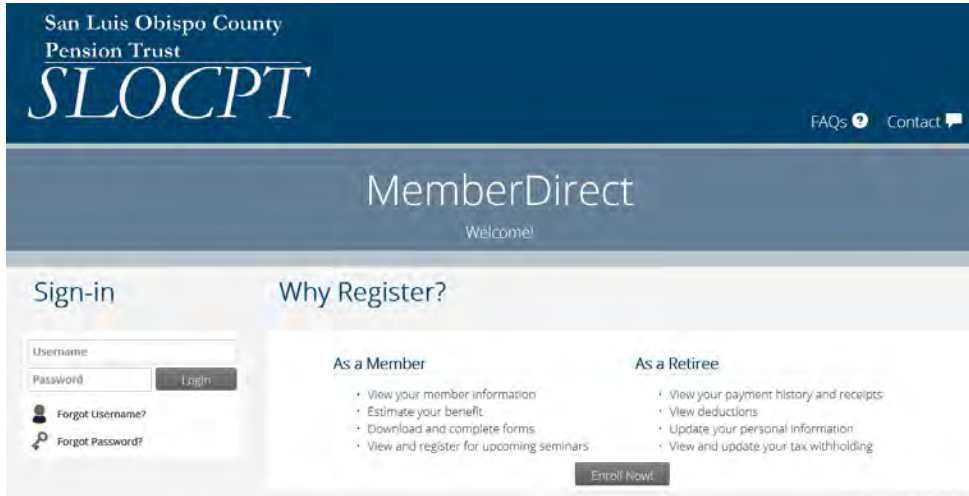 San Luis Obispo County
Pension Trust
SLOCPT
FAQs ? Contact
MemberDirect
Welcome!
Sign-in
Why Register?
Username
Password Login
Forgot Username?
Forgot Password?
As a Member
· View your member information
· Estimate your benefit
· Download and complete forms
· View and register for upcoming seminars
As a Retiree
· View your payment history and receipts
· View deductions
· Update your personal information
· View and update your tax withholding
Enroll Now!